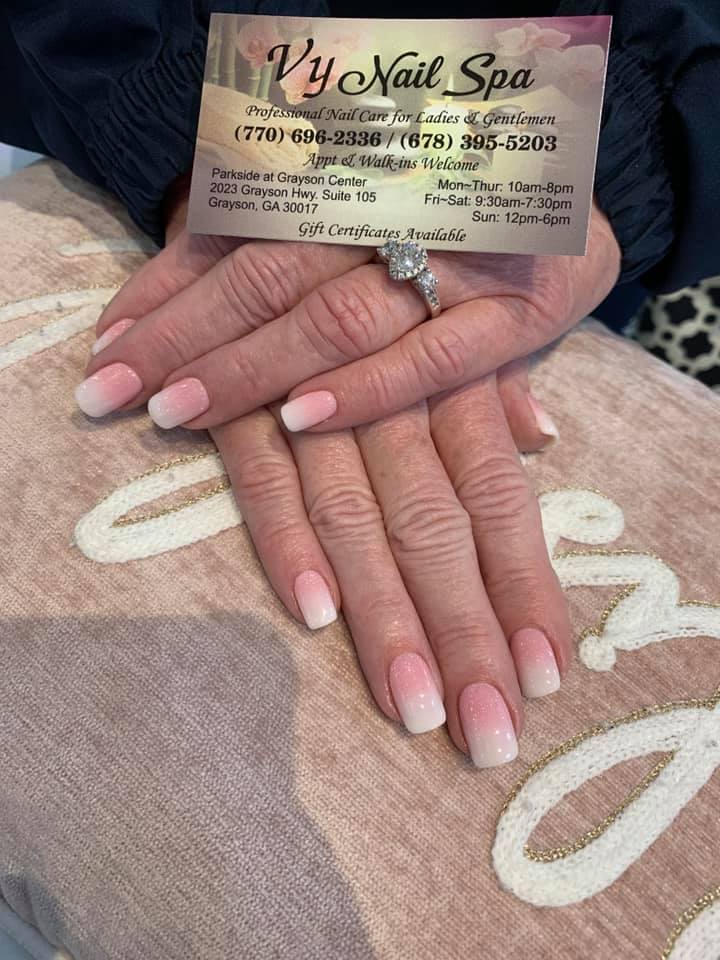 Vy Nail Spa
Professional Nail Care for Ladies & Gentlemen
(770) 696-2336 / (678) 395-5203
Appt & Walk-ins Welcome
Parkside at Grayson Center
2023 Grayson Hwy. Suite 105
Grayson, GA 30017
Mon~Thur: 10am-8pm
Fri~Sat: 9:30am-7:30pm
Sun: 12pm-6pm
Gift Certificates Available